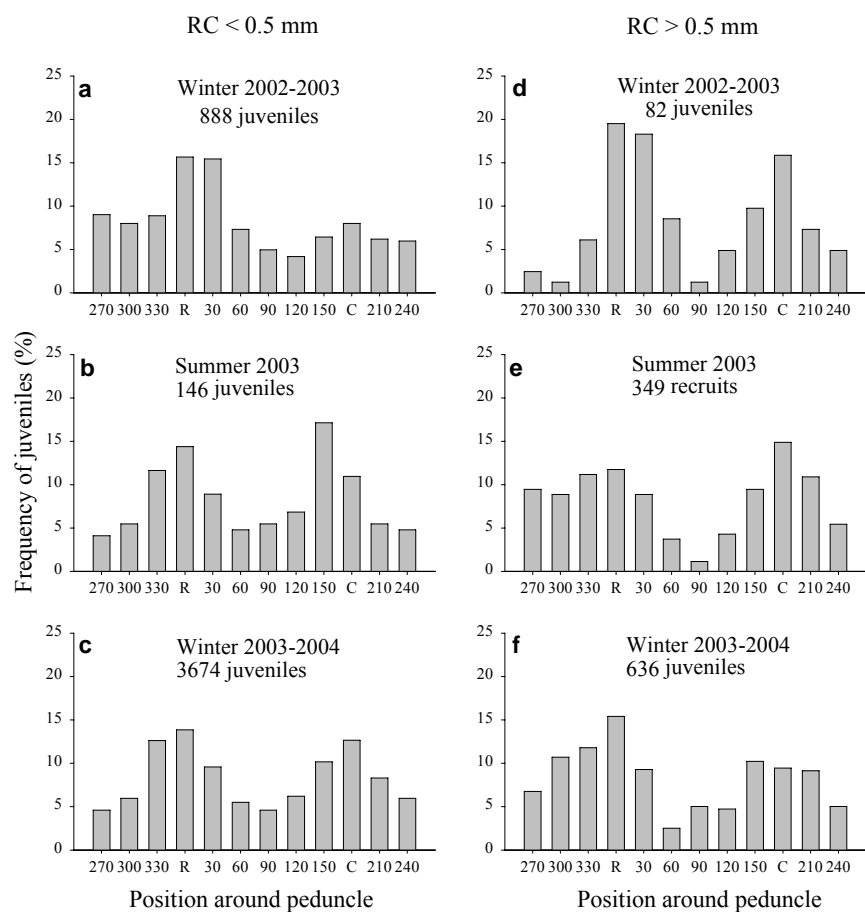 RC < 0.5 mm
RC > 0.5 mm
a
Winter 2002-2003
888 juveniles
25
20
15
10
5
0
270 300 330 R 30 60 90 120 150 C 210 240
d
Winter 2002-2003
82 juveniles
25
20
15
10
5
0
270 300 330 R 30 60 90 120 150 C 210 240
Frequency of juveniles (%)
b
Summer 2003
146 juveniles
25
20
15
10
5
0
270 300 330 R 30 60 90 120 150 C 210 240
e
Summer 2003
349 recruits
25
20
15
10
5
0
270 300 330 R 30 60 90 120 150 C 210 240
c
Winter 2003-2004
3674 juveniles
25
20
15
10
5
0
270 300 330 R 30 60 90 120 150 C 210 240
f
Winter 2003-2004
636 juveniles
25
20
15
10
5
0
270 300 330 R 30 60 90 120 150 C 210 240
Position around peduncle
Position around peduncle